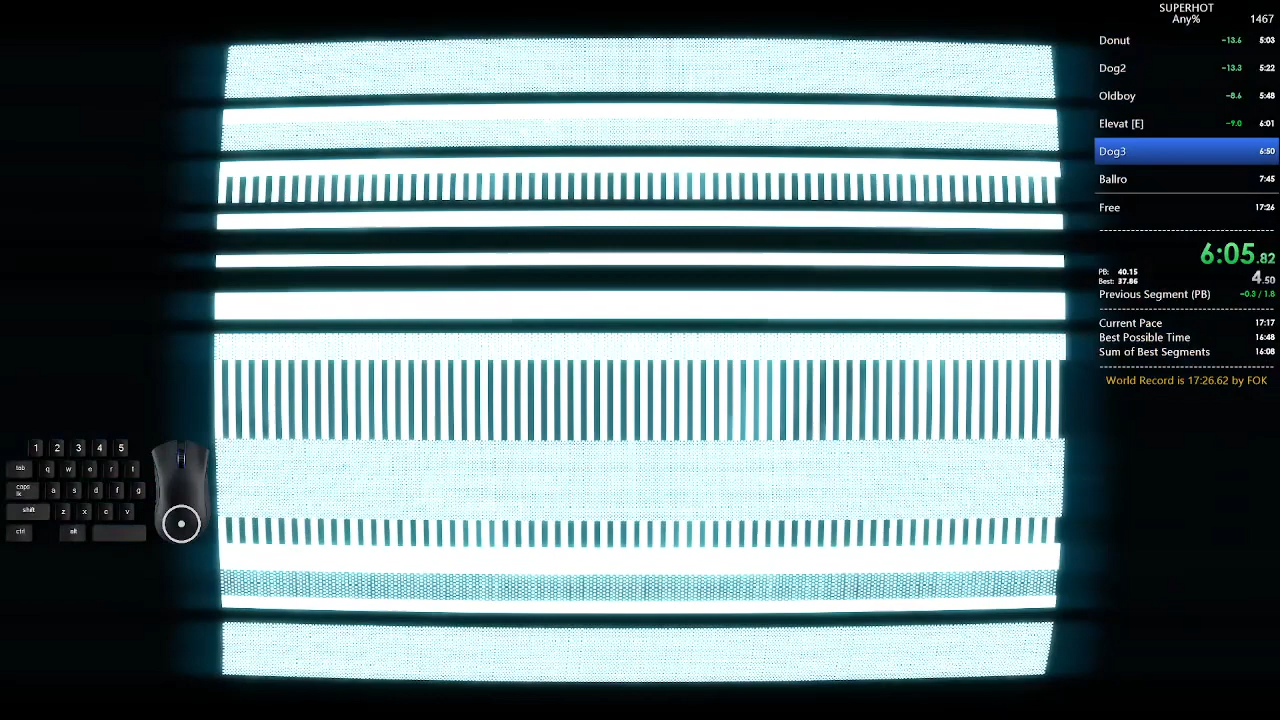 SUPERHOT
Any% 1467
Donut -13.6 5:03
Dog2 -13.3 5:22
Oldboy -8.6 5:48
Elevat [E] -9.0 6:01
Dog3 6:50
Ballro 7:45
Free 17:26
6:05.82
PB: 40.15 4.50
Best: 37.86
Previous Segment (PB) -0.3 / 1.8
Current Pace 17:17
Best Possible Time 16:48
Sum of Best Segments 16:08
World Record is 17:26.62 by FOK
1 2 3 4 5
tab q w e r t
caps lk a s d f g
shift z x c v
ctrl alt